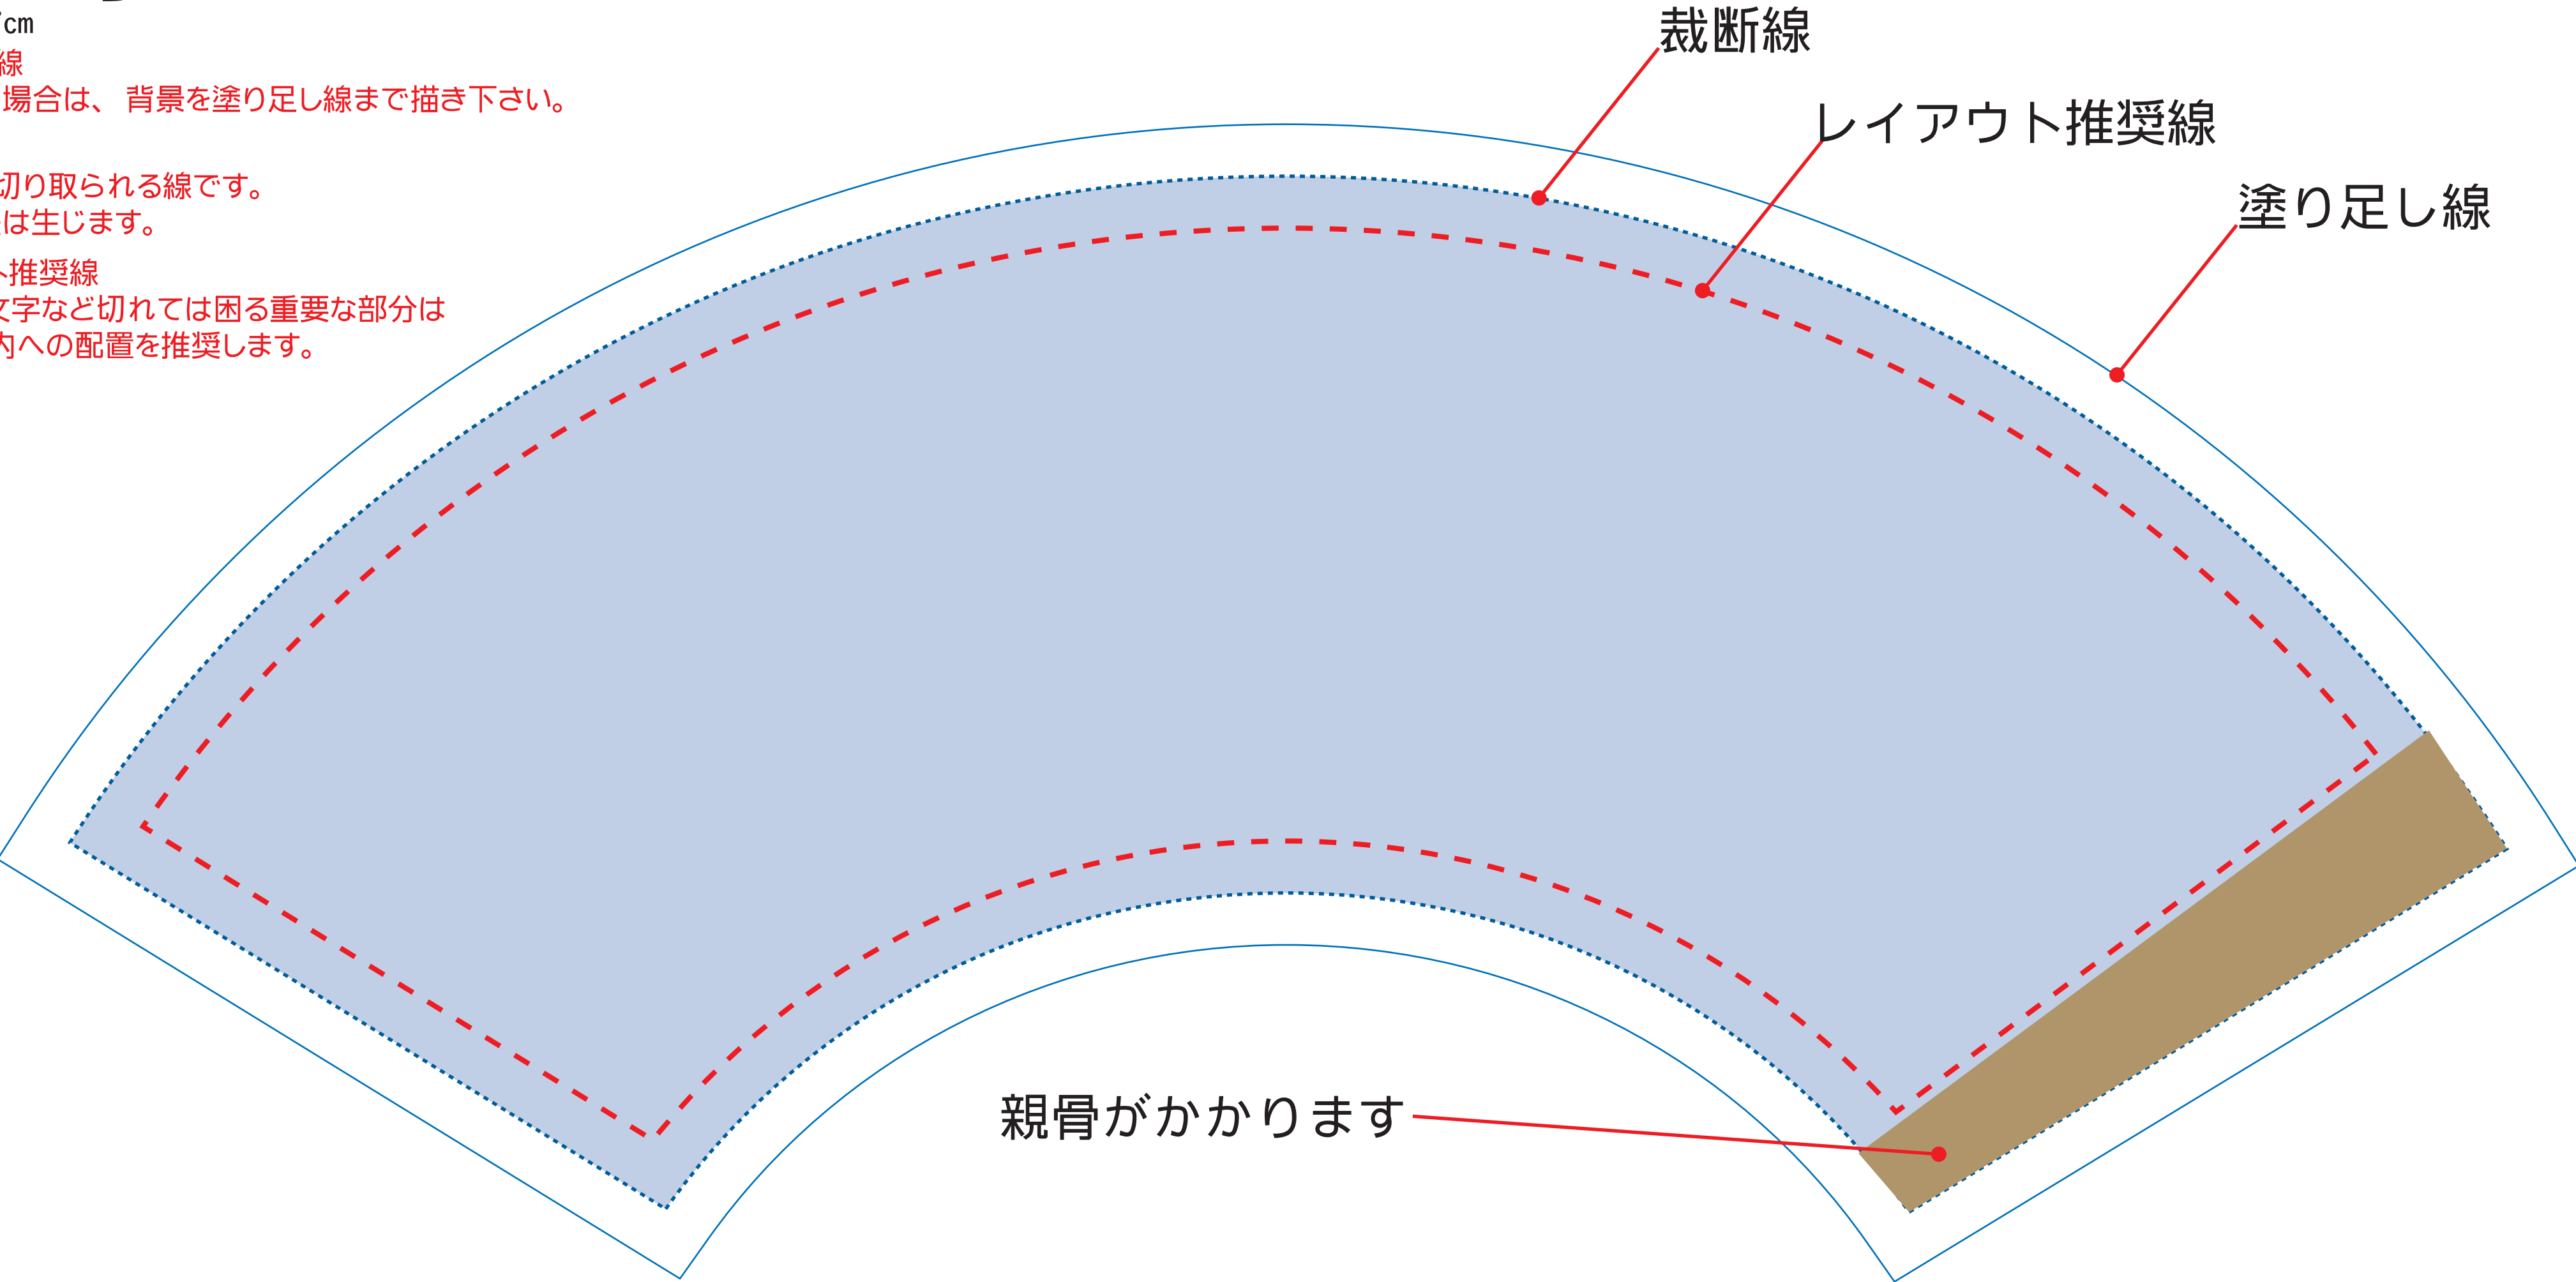 cm
線
場合は、背景を塗り足し線まで描き下さい。
切り取られる線です。
は生じます。
推奨線
文字など切れては困る重要な部分は
内への配置を推奨します。
裁断線
レイアウト推奨線
塗り足し線
親骨がかかります